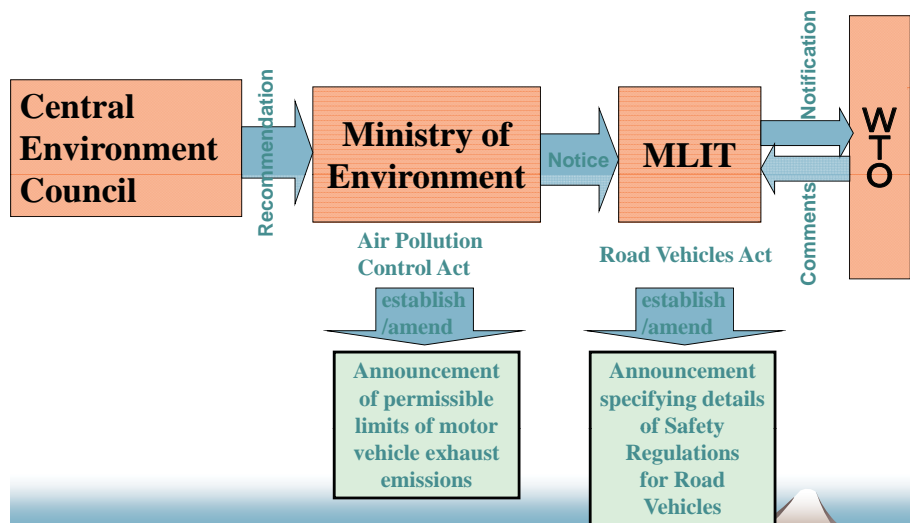 Central
Environment
Council
Recommendation
Ministry of
Environment
Notice
MLIT
Notification
Comments
WTO
Air Pollution
Control Act
Road Vehicles Act
establish
/amend
establish
/amend
Announcement
of permissible
limits of motor
vehicle exhaust
emissions
Announcement
specifying details
of Safety
Regulations
for Road
Vehicles